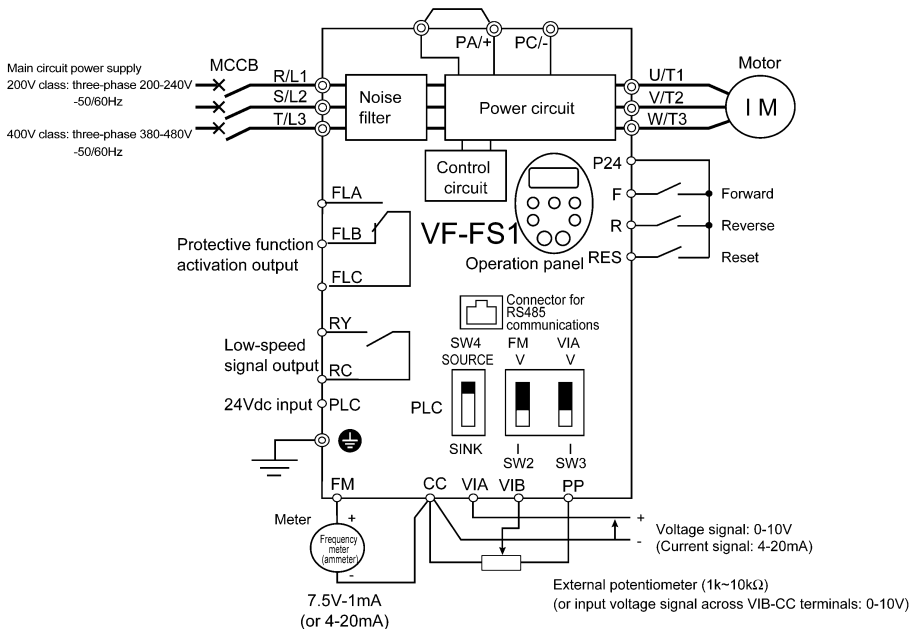 PA/+
PC/-
Main circuit power supply
200V class: three-phase 200-240V
-50/60Hz
400V class: three-phase 380-480V
-50/60Hz
MCCB
R/L1
S/L2
T/L3
Noise
filter
Power circuit
Control
circuit
U/T1
V/T2
W/T3
Motor
I M
P24
F
Forward
R
Reverse
RES
Reset
FLA
FLB
FLC
Protective function
activation output
VF-FS1
Operation panel
Connector for
RS485
communications
RY
RC
Low-speed
signal output
24Vdc input
PLC
SW4
SOURCE
PLC
SINK
FM
V
I
SW2
VIA
V
I
SW3
FM
CC
VIA
VIB
PP
Meter
+
Frequency
meter
(ammeter)
-
7.5V-1mA
(or 4-20mA)
+
-
Voltage signal: 0-10V
(Current signal: 4-20mA)
External potentiometer (1k~10kΩ)
(or input voltage signal across VIB-CC terminals: 0-10V)